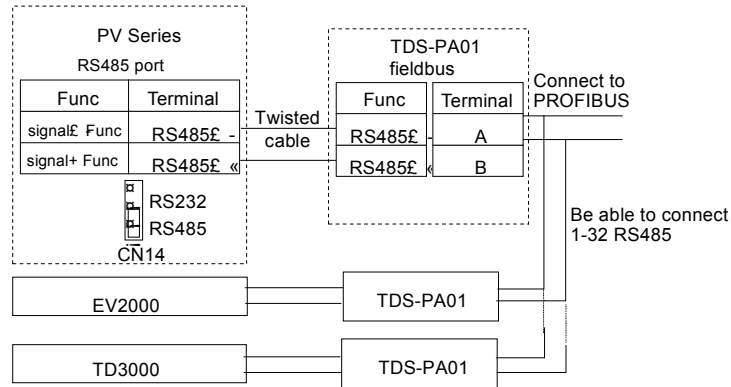 PV Series
RS485 port
Func Terminal
signal£ Func RS485£ -
signal+ Func RS485£ «
RS232
RS485
CN14
Twisted
cable
TDS-PA01
fieldbus
Func Terminal
RS485£ - A
RS485£ « B
Connect to
PROFIBUS
Be able to connect
1-32 RS485
EV2000
TDS-PA01
TD3000
TDS-PA01